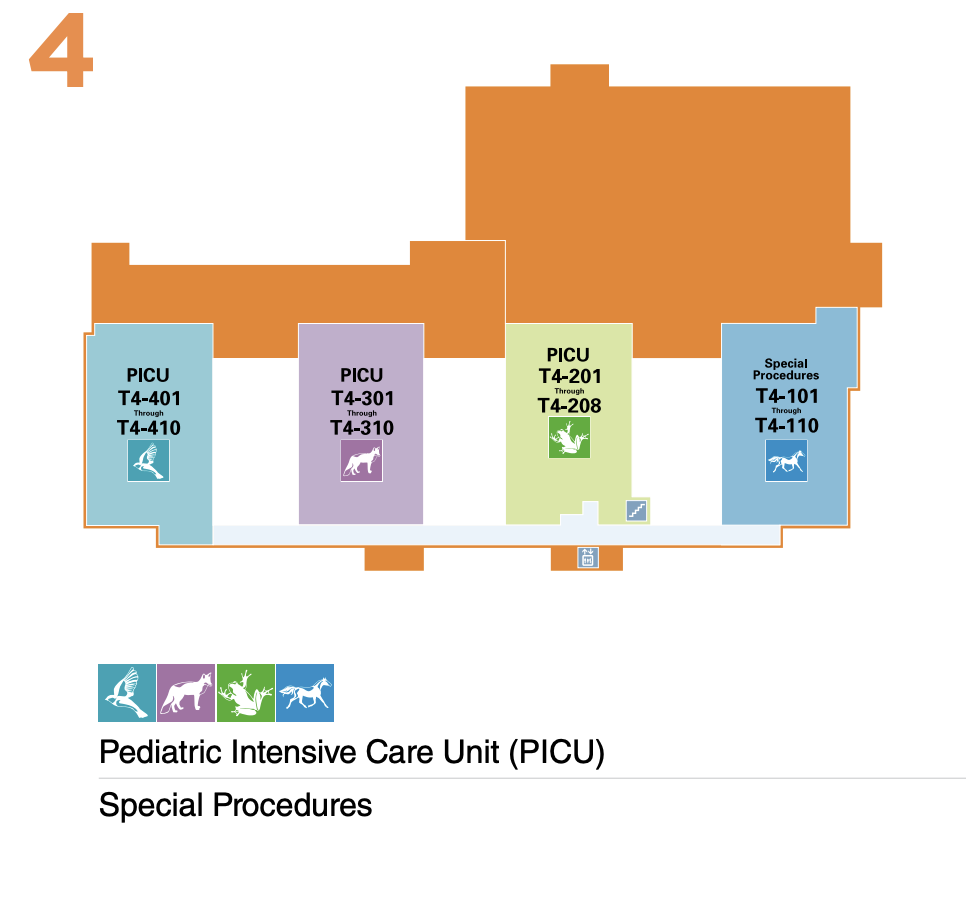 4
PICU
T4-401
Through
T4-410
PICU
T4-301
Through
T4-310
PICU
T4-201
Through
T4-208
Special
Procedures
T4-101
Through
T4-110
Pediatric Intensive Care Unit (PICU)
Special Procedures